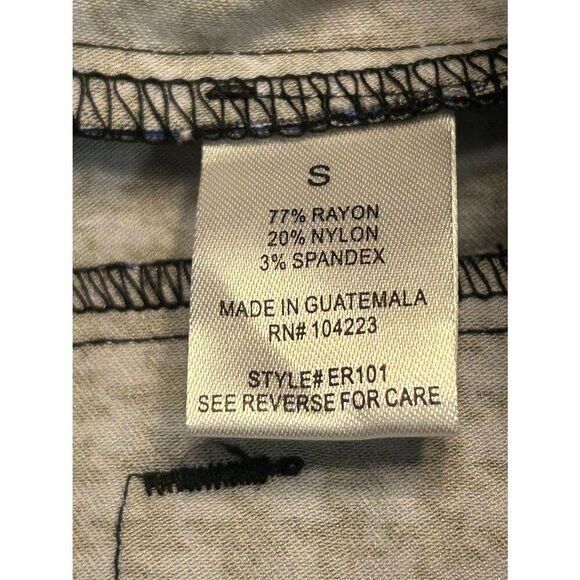 S
77% RAYON
20% NYLON
3% SPANDEX
MADE IN GUATEMALA
RN# 104223
STYLE# ER101
SEE REVERSE FOR CARE